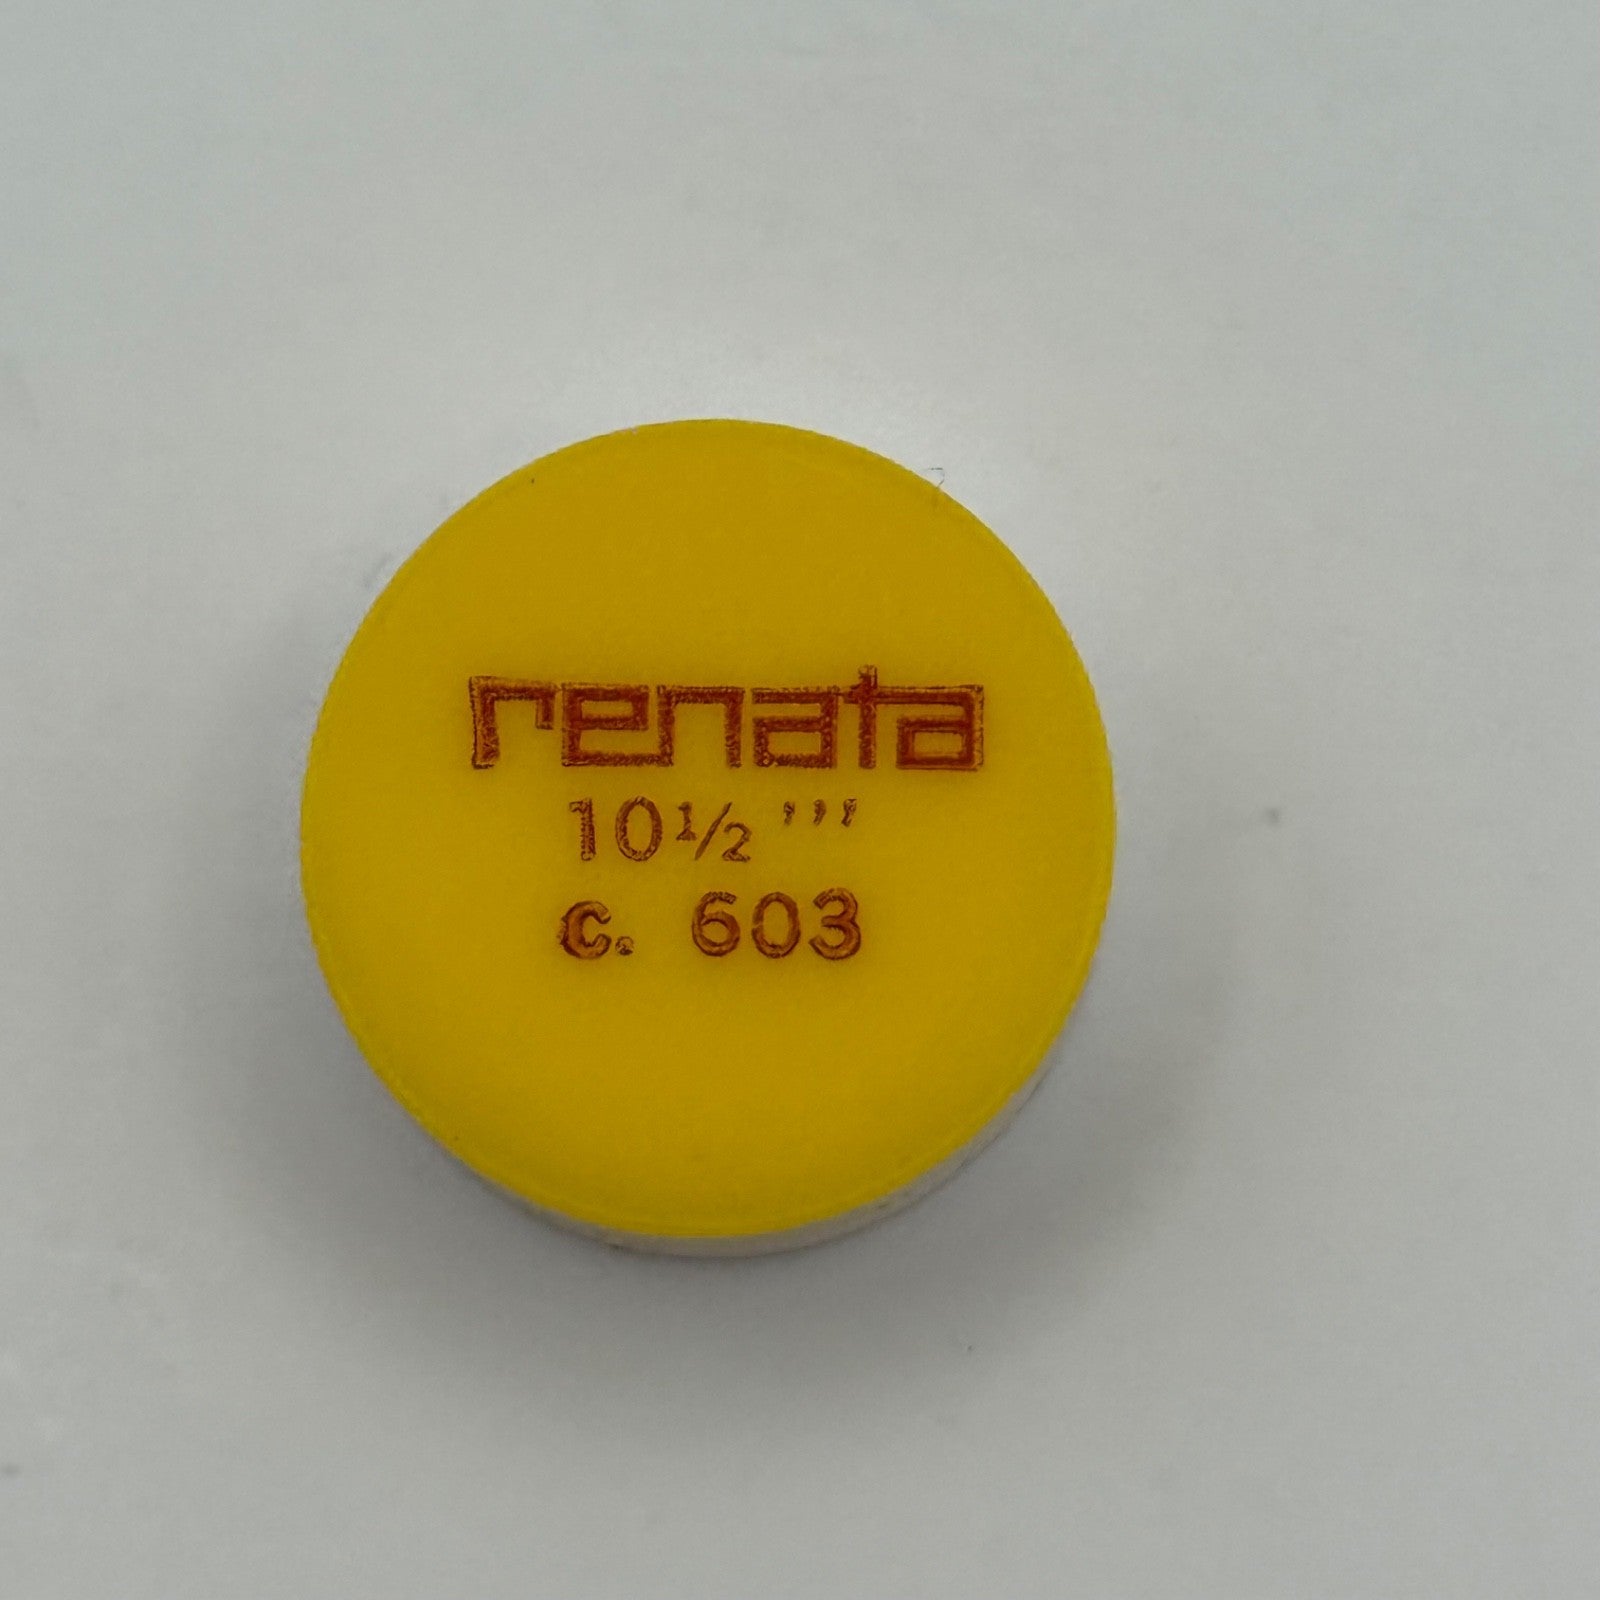 renata
10½ '''
c. 603